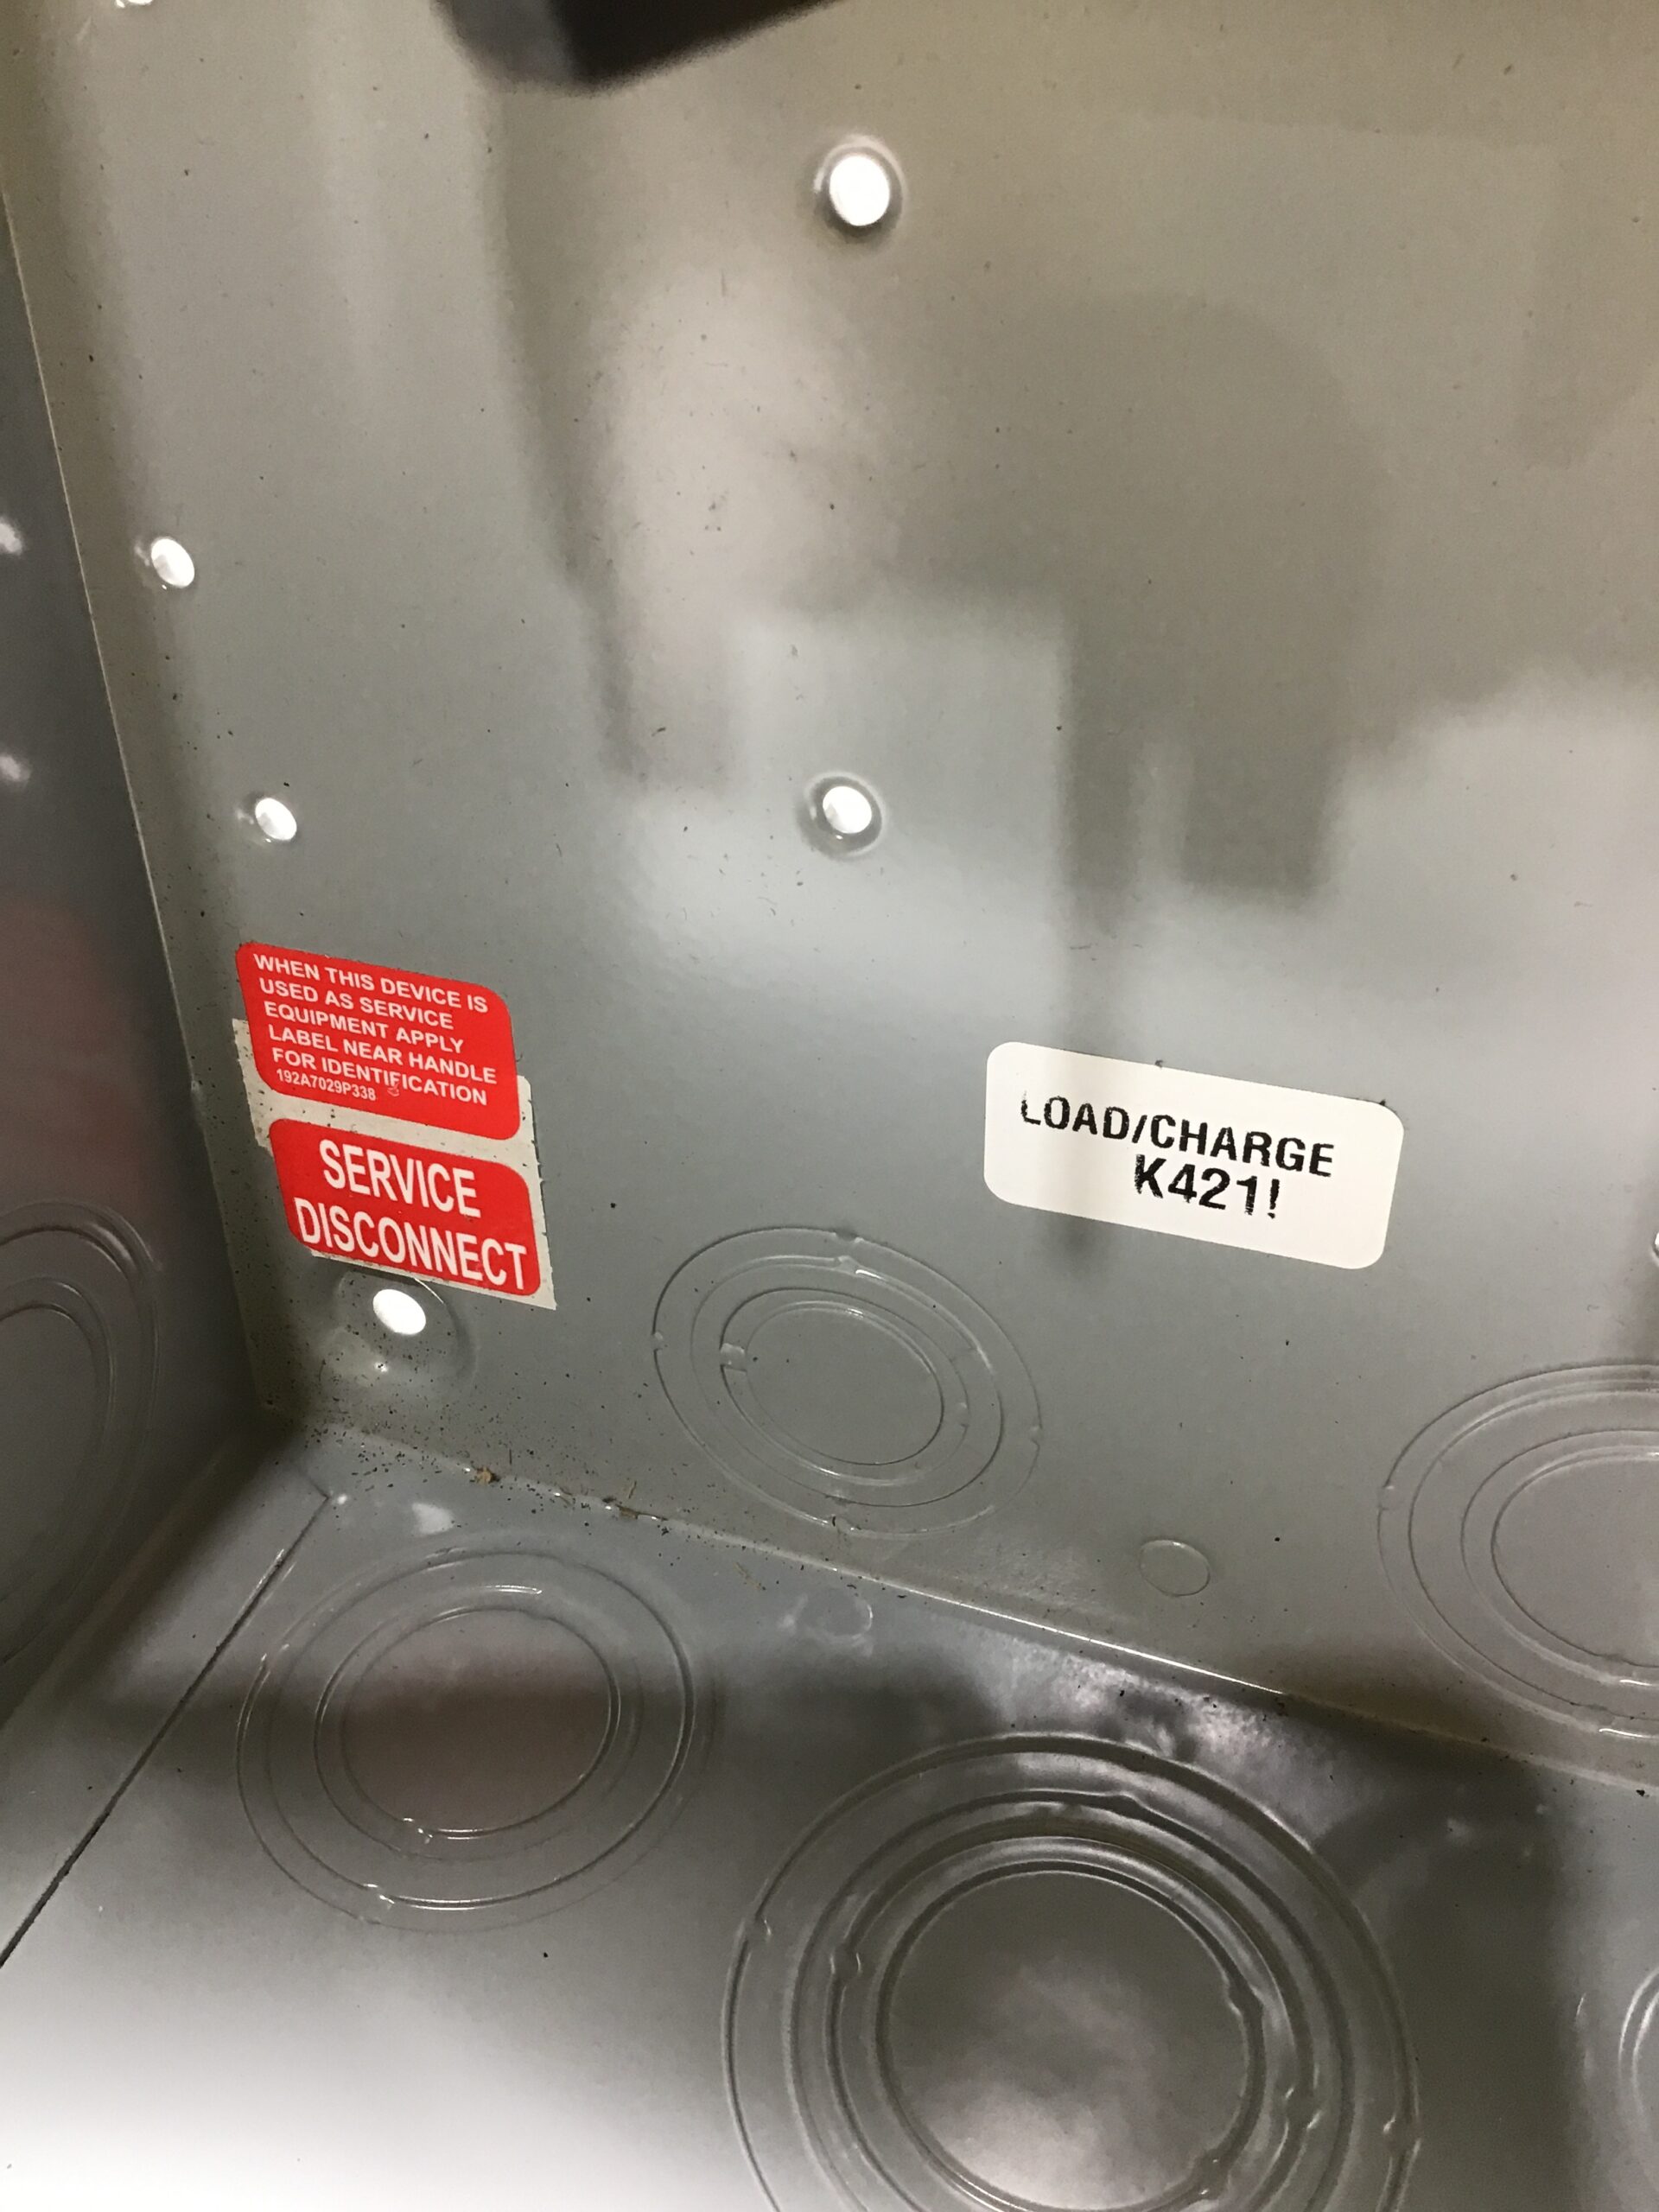 WHEN THIS DEVICE IS
USED AS SERVICE
EQUIPMENT APPLY
LABEL NEAR HANDLE
FOR IDENTIFICATION
192A7029P338
SERVICE
DISCONNECT
LOAD/CHARGE
K421!